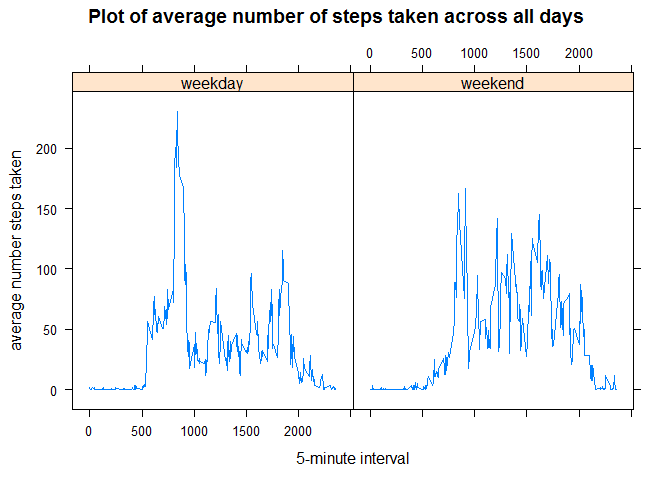 Plot of average number of steps taken across all days
0 500 1000 1500 2000
weekday weekend
average number steps taken
200
150
100
50
0
0 500 1000 1500 2000
5-minute interval